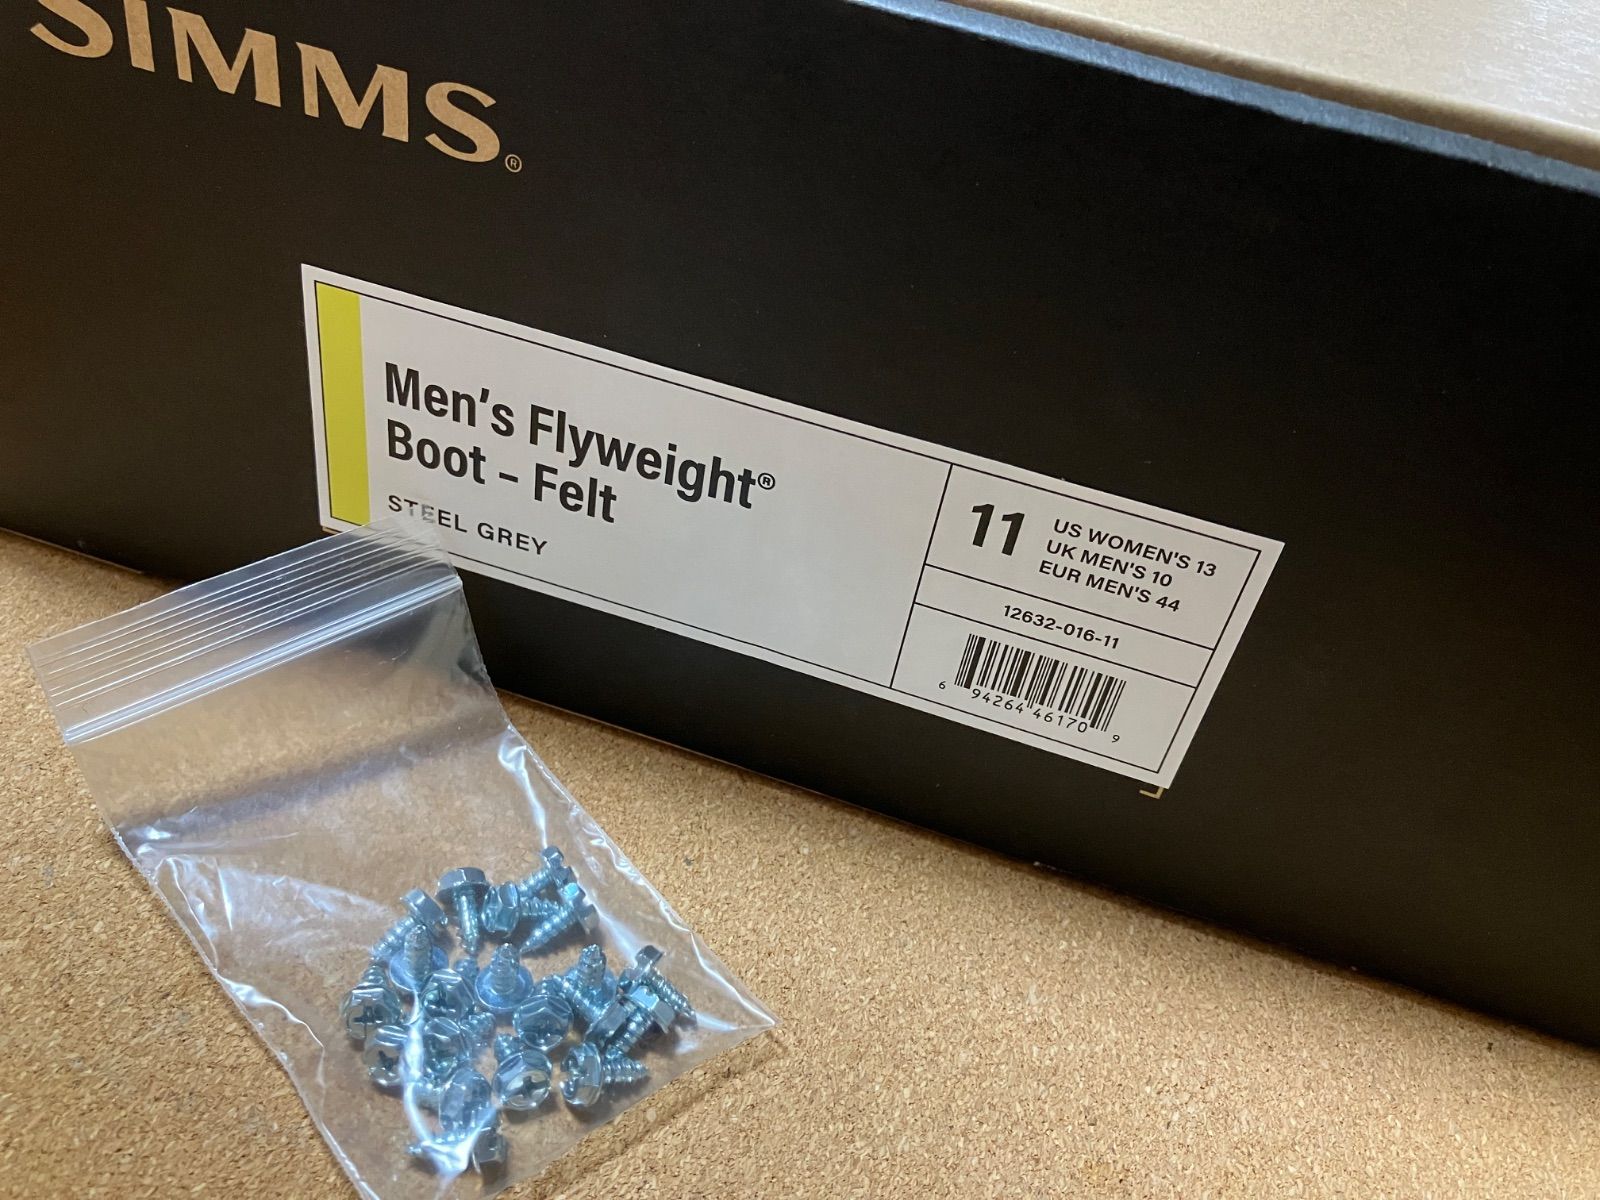 SIMMS®
Men's Flyweight®
Boot – Felt
STEEL GREY
11
US WOMEN'S 13
UK MEN'S 10
EUR MEN'S 44
12632-016-11
6 94264 46170 9